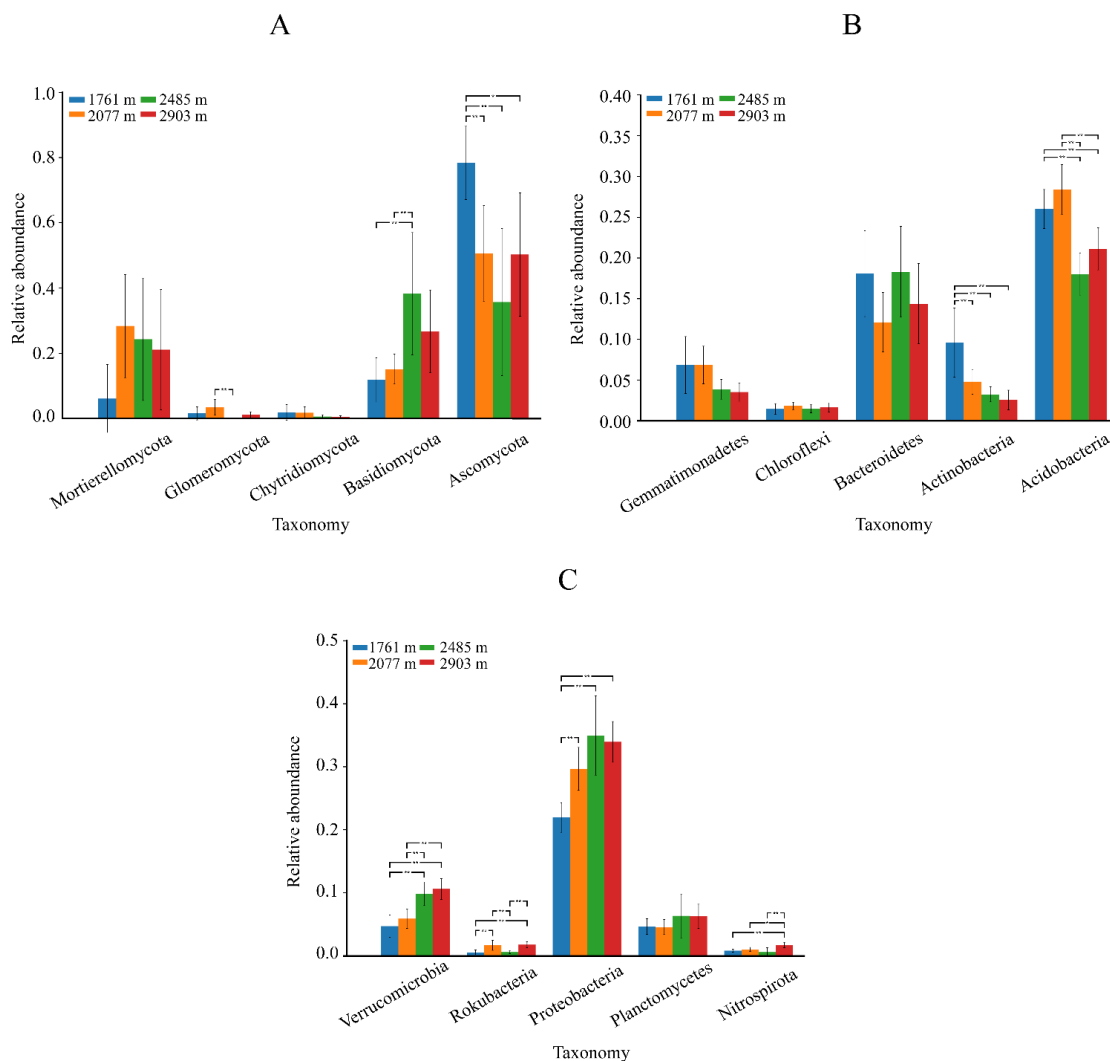 A
1761 m 2485 m
2077 m 2903 m
1.0
0.8
0.6
0.4
0.2
0.0
Relative aboundance
Mortierellomycota
Glomeromycota
Chytridiomycota
Basidiomycota
Ascomycota
Taxonomy
B
1761 m 2485 m
2077 m 2903 m
0.40
0.35
0.30
0.25
0.20
0.15
0.10
0.05
0.00
Relative aboundance
Gemmatimonadetes
Chloroflexi
Bacteroidetes
Actinobacteria
Acidobacteria
Taxonomy
C
1761 m 2485 m
2077 m 2903 m
0.5
0.4
0.3
0.2
0.1
0.0
Relative aboundance
Verrucomicrobia
Rokubacteria
Proteobacteria
Planctomycetes
Nitrospirota
Taxonomy